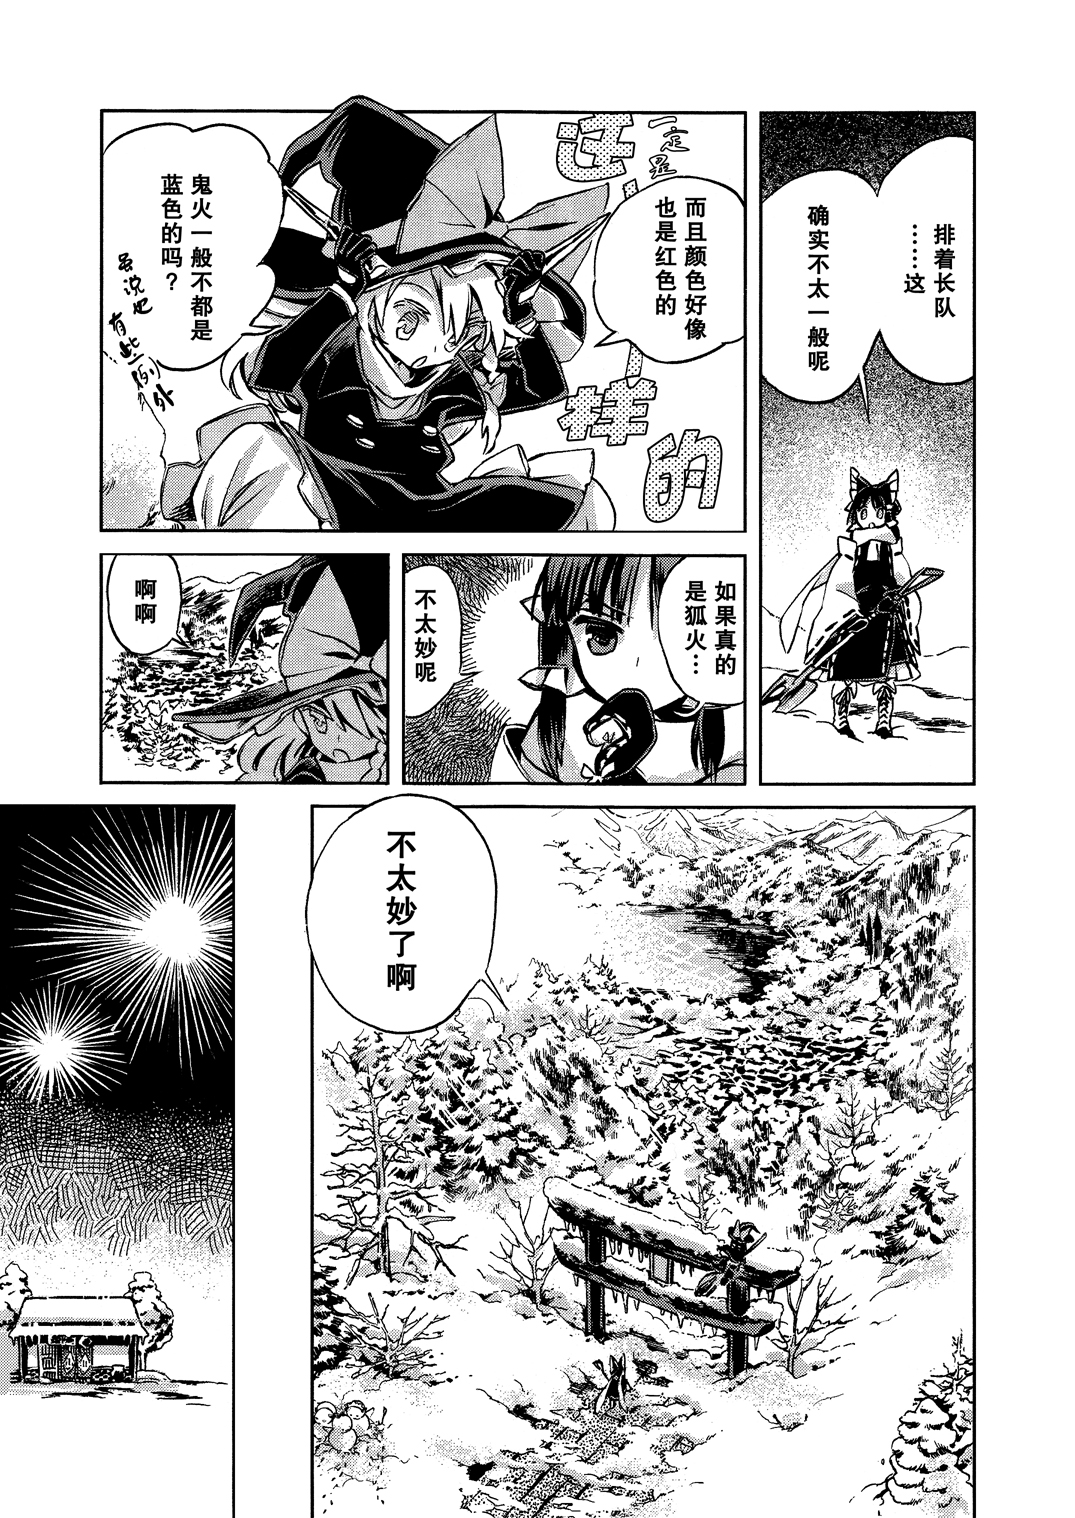 排着长队
……这
确实不太一般呢
一定是
这
样的
而且颜色好像
也是红色的
鬼火一般不都是
蓝色的吗？
虽说也
有些例外
如果真的
是狐火…
不太妙呢
啊
啊
不太妙了啊